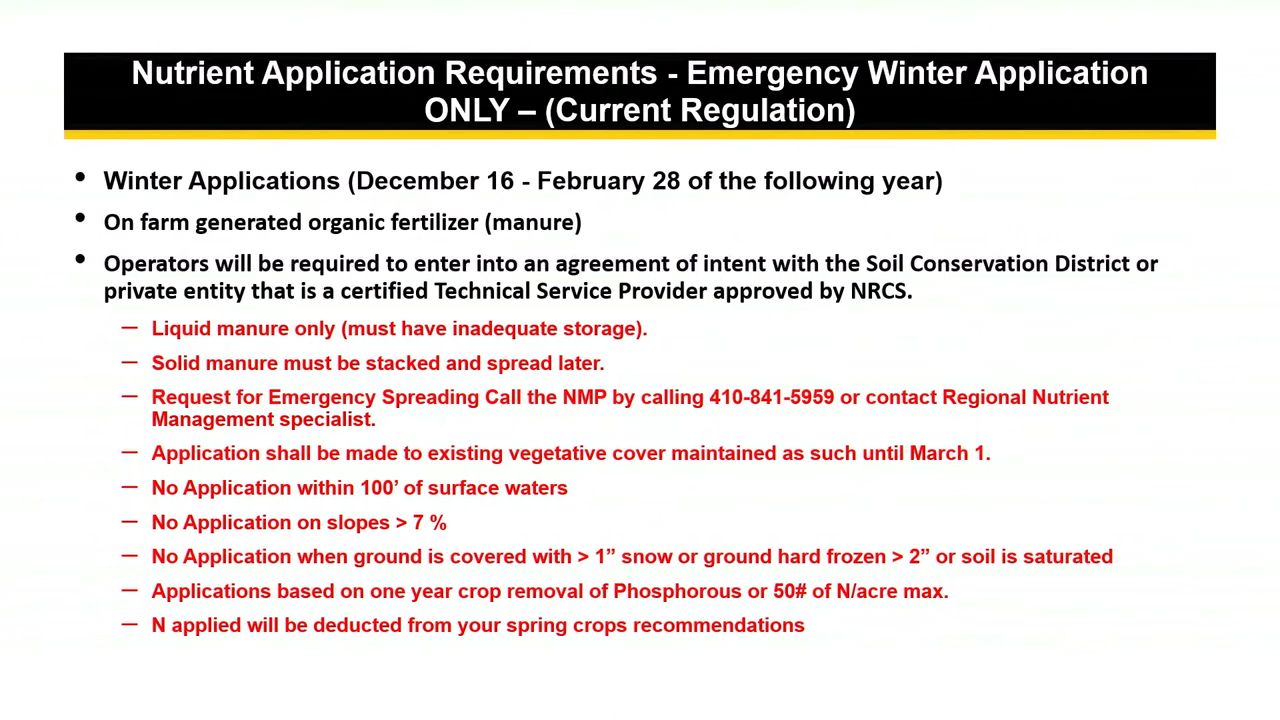 Nutrient Application Requirements - Emergency Winter Application
ONLY – (Current Regulation)
• Winter Applications (December 16 - February 28 of the following year)
• On farm generated organic fertilizer (manure)
• Operators will be required to enter into an agreement of intent with the Soil Conservation District or
private entity that is a certified Technical Service Provider approved by NRCS.
– Liquid manure only (must have inadequate storage).
– Solid manure must be stacked and spread later.
– Request for Emergency Spreading Call the NMP by calling 410-841-5959 or contact Regional Nutrient
Management specialist.
– Application shall be made to existing vegetative cover maintained as such until March 1.
– No Application within 100’ of surface waters
– No Application on slopes > 7 %
– No Application when ground is covered with > 1” snow or ground hard frozen > 2” or soil is saturated
– Applications based on one year crop removal of Phosphorous or 50# of N/acre max.
– N applied will be deducted from your spring crops recommendations